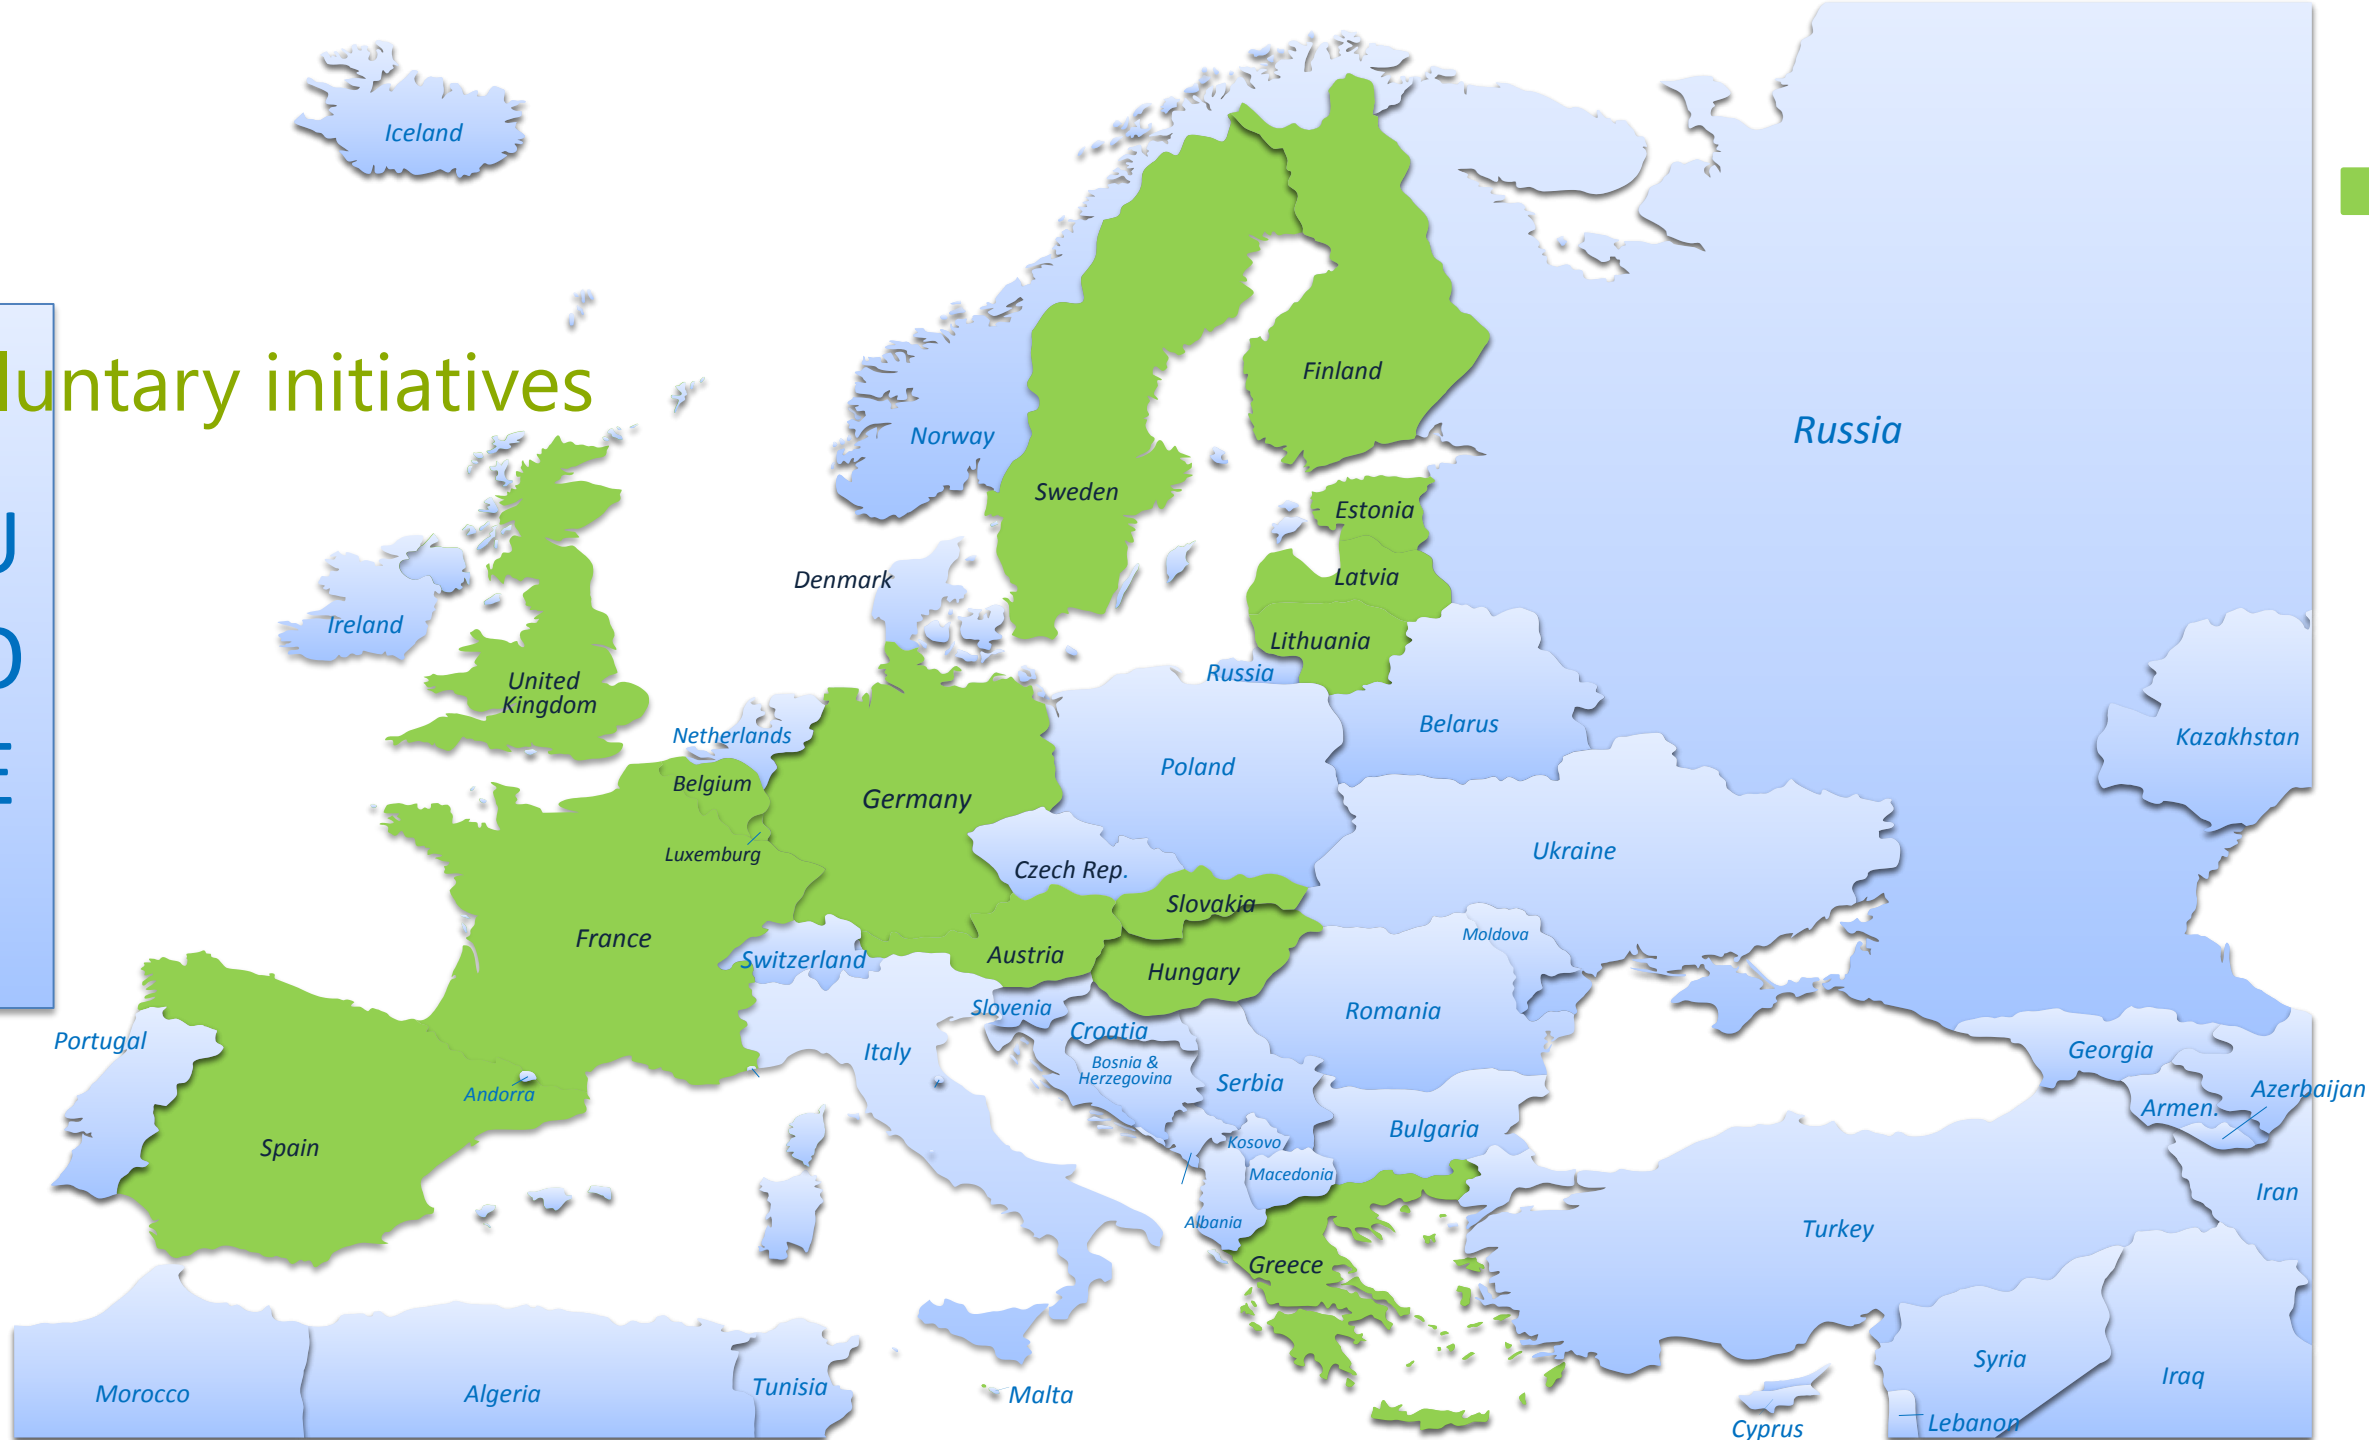 Iceland
luntary initiatives
Finland
Russia
Norway
Sweden
U
Estonia
Denmark
Latvia
Ireland
Lithuania
O
Russia
United
Kingdom
Belarus
Netherlands
Kazakhstan
E
Poland
Belgium
Germany
Ukraine
Luxemburg
Czech Rep.
Slovakia
France
Moldova
Switzerland
Austria
Hungary
Slovenia
Romania
Croatia
Portugal
Italy
Georgia
Bosnia &
Herzegovina
Serbia
Andorra
Azerbaijan
Armen.
Bulgaria
Spain
Kosovo
Macedonia
Iran
Albania
Turkey
Greece
Syria
Iraq
Morocco
Algeria
Tunisia
Malta
Lebanon
Cyprus